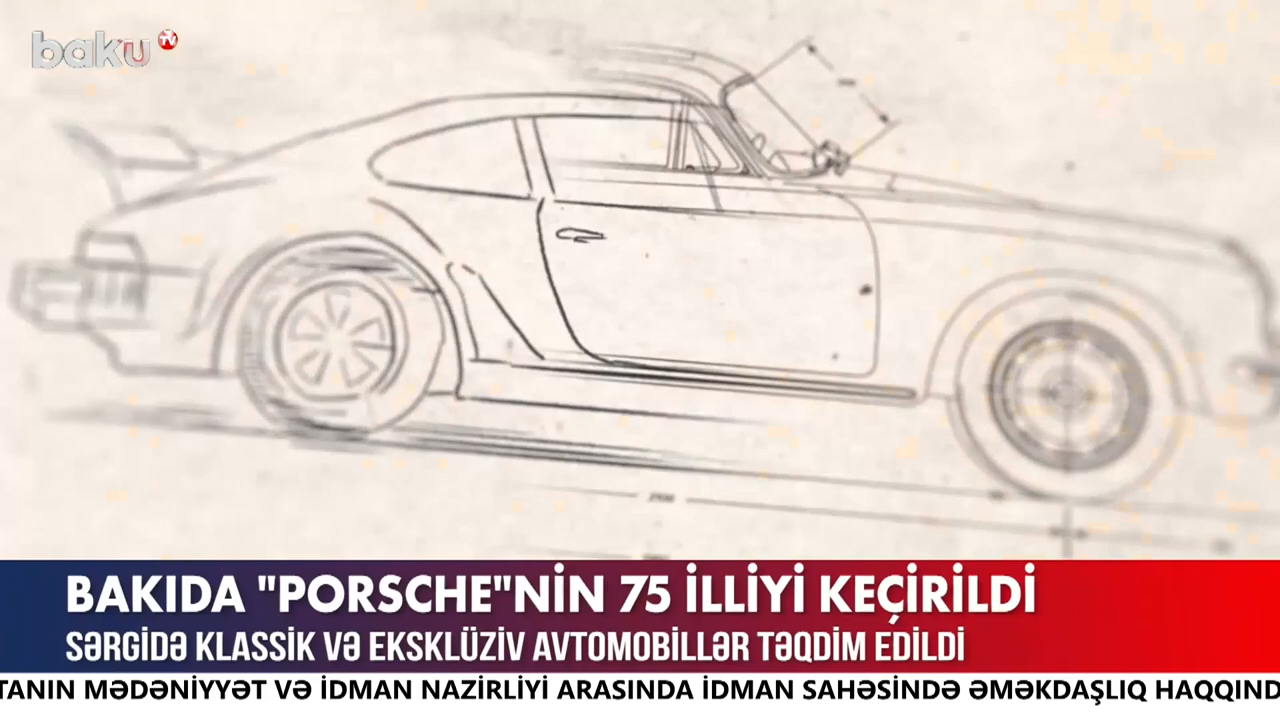 baku TV
BAKIDA "PORSCHE"NİN 75 İLLİYİ KEÇİRİLDİ
SƏRGİDƏ KLASSİK VƏ EKSKLÜZİV AVTOMOBİLLƏR TƏQDİM EDİLDİ
TANIN MƏDƏNİYYƏT VƏ İDMAN NAZİRLİYİ ARASINDA İDMAN SAHƏSİNDƏ ƏMƏKDAŞLIQ HAQQIND